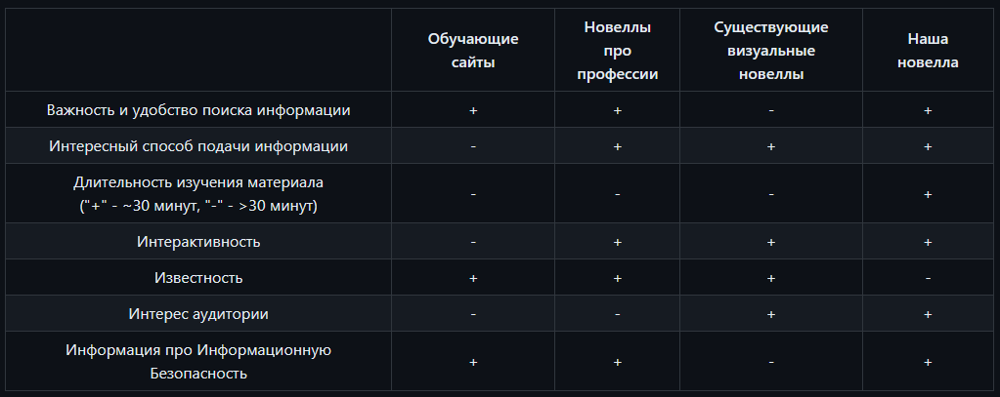 Обучающие сайты | Новеллы про профессии | Существующие визуальные новеллы | Наша новелла
Важность и удобство поиска информации + + - +
Интересный способ подачи информации - + + +
Длительность изучения материала
("+" - ~30 минут, "-" - >30 минут) - - - +
Интерактивность - + + +
Известность + + + -
Интерес аудитории - - + +
Информация про Информационную
Безопасность + + - +